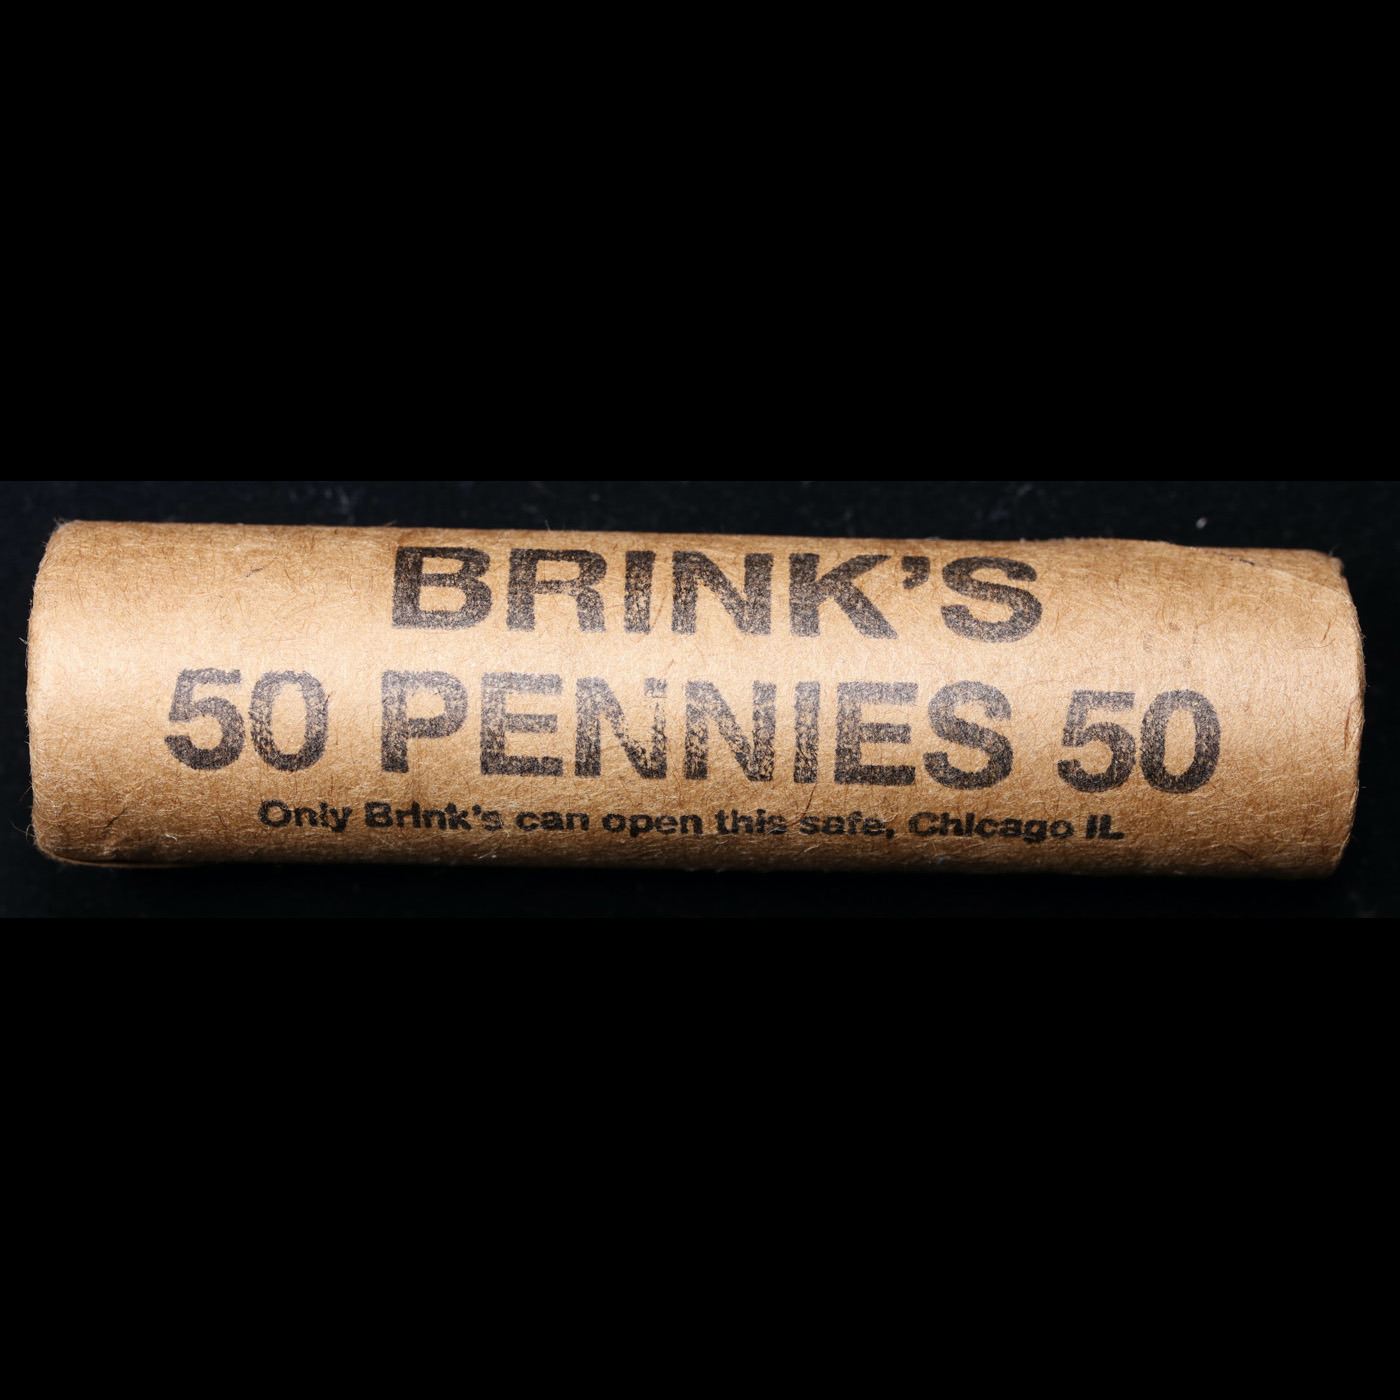 BRINK'S
50 PENNIES 50
Only Brink's can open this safe, Chicago IL